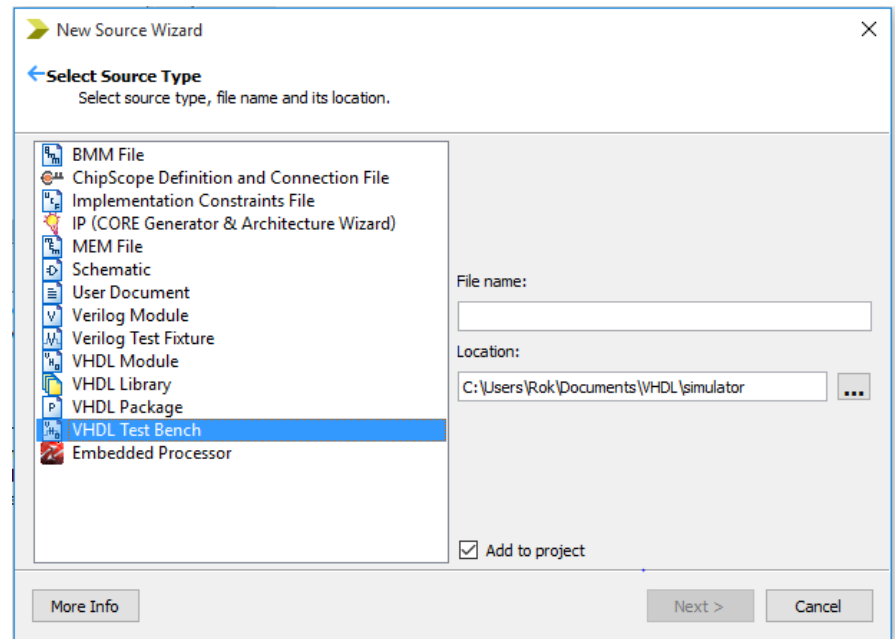 New Source Wizard
Select Source Type
Select source type, file name and its location.
BMM File
ChipScope Definition and Connection File
Implementation Constraints File
IP (CORE Generator & Architecture Wizard)
MEM File
Schematic
User Document
Verilog Module
Verilog Test Fixture
VHDL Module
VHDL Library
VHDL Package
VHDL Test Bench
Embedded Processor
File name:
Location:
C:\Users\Rok\Documents\VHDL\simulator
...
Add to project
More Info
Next >
Cancel